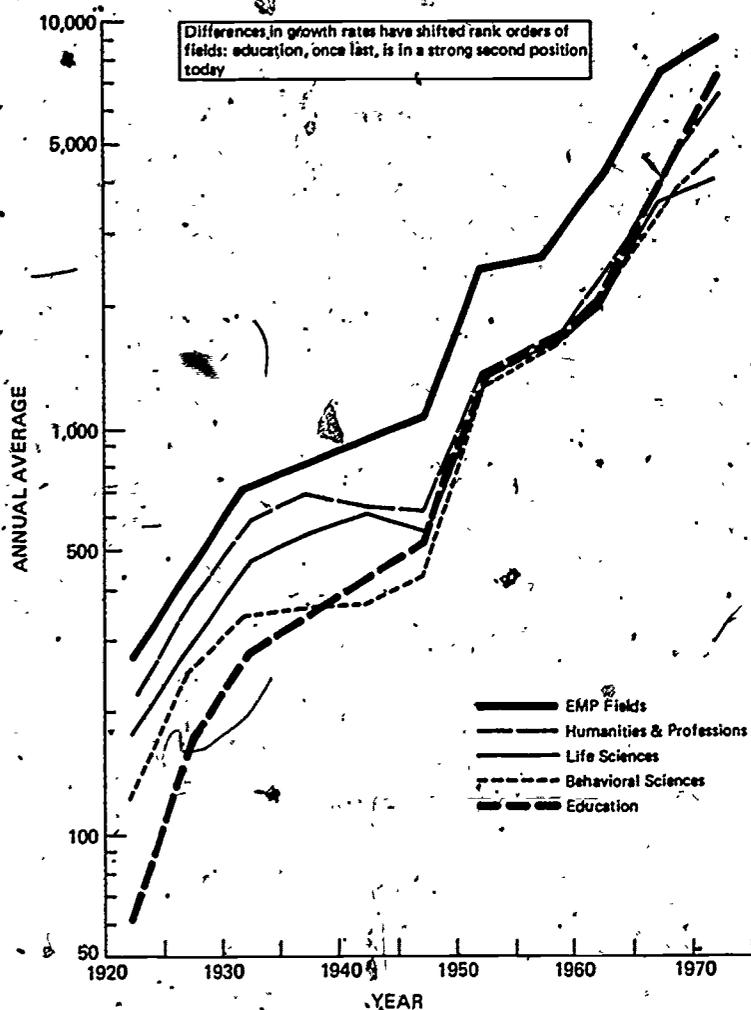 10,000
Differences in growth rates have shifted rank orders of
fields: education, once last, is in a strong second position
today
5,000
1,000
ANNUAL AVERAGE
500
EMP Fields
Humanities & Professions
Life Sciences
Behavioral Sciences
Education
100
50
1920 1930 1940 1950 1960 1970
YEAR